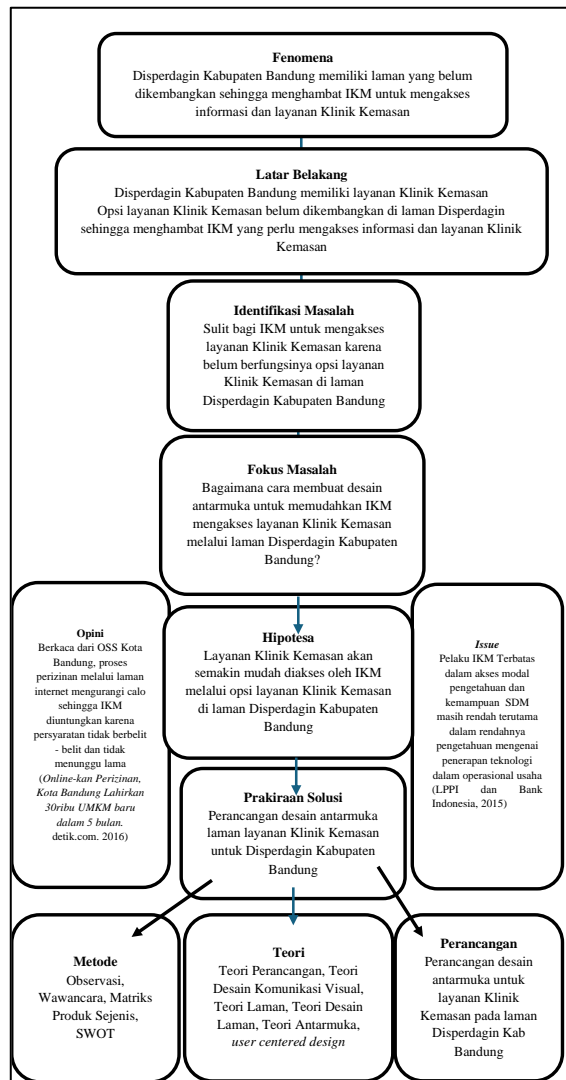 Fenomena
Disperdagin Kabupaten Bandung memiliki laman yang belum
dikembangkan sehingga menghambat IKM untuk mengakses
informasi dan layanan Klinik Kemasan
Latar Belakang
Disperdagin Kabupaten Bandung memiliki layanan Klinik Kemasan
Opsi layanan Klinik Kemasan belum dikembangkan di laman Disperdagin
sehingga menghambat IKM yang perlu mengakses informasi dan layanan Klinik
Kemasan
Identifikasi Masalah
Sulit bagi IKM untuk mengakses
layanan Klinik Kemasan karena
belum berfungsinya opsi layanan
Klinik Kemasan di laman
Disperdagin Kabupaten Bandung
Fokus Masalah
Bagaimana cara membuat desain
antarmuka untuk memudahkan IKM
mengakses layanan Klinik Kemasan
melalui laman Disperdagin Kabupaten
Bandung?
Opini
Berkaca dari OSS Kota
Bandung, proses
perizinan melalui laman
internet mengurangi calo
sehingga IKM
diuntungkan karena
persyaratan tidak berbelit
- belit dan tidak
menunggu lama
(Online-kan Perizinan,
Kota Bandung Lahirkan
30ribu UMKM baru
dalam 5 bulan.
detik.com. 2016)
Hipotesa
Layanan Klinik Kemasan akan
semakin mudah diakses oleh IKM
melalui opsi layanan Klinik Kemasan
di laman Disperdagin Kabupaten
Bandung
Issue
Pelaku IKM Terbatas
dalam akses modal
pengetahuan dan
kemampuan SDM
masih rendah terutama
dalam rendahnya
pengetahuan mengenai
penerapan teknologi
dalam operasional usaha
(LPPI dan Bank
Indonesia, 2015)
Prakiraan Solusi
Perancangan desain antarmuka
laman layanan Klinik Kemasan
untuk Disperdagin Kabupaten
Bandung
Metode
Observasi,
Wawancara, Matriks
Produk Sejenis,
SWOT
Teori
Teori Perancangan, Teori
Desain Komunikasi Visual,
Teori Laman, Teori Desain
Laman, Teori Antarmuka,
user centered design
Perancangan
Perancangan desain
antarmuka untuk
layanan Klinik
Kemasan pada laman
Disperdagin Kab
Bandung